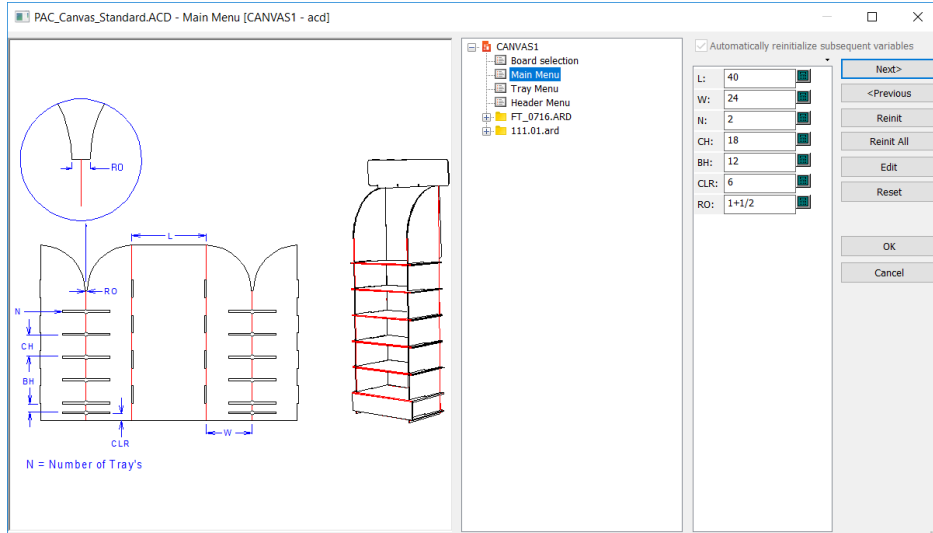 PAC_Canvas_Standard.ACD - Main Menu [CANVAS1 - acd]
RO
L
RO
N
CH
BH
W
CLR
N = Number of Tray's
CANVAS1
Board selection
Main Menu
Tray Menu
Header Menu
FT_0716.ARD
111.01.ard
Automatically reinitialize subsequent variables
L: 40
W: 24
N: 2
CH: 18
BH: 12
CLR: 6
RO: 1+1/2
Next>
<Previous
Reinit
Reinit All
Edit
Reset
OK
Cancel